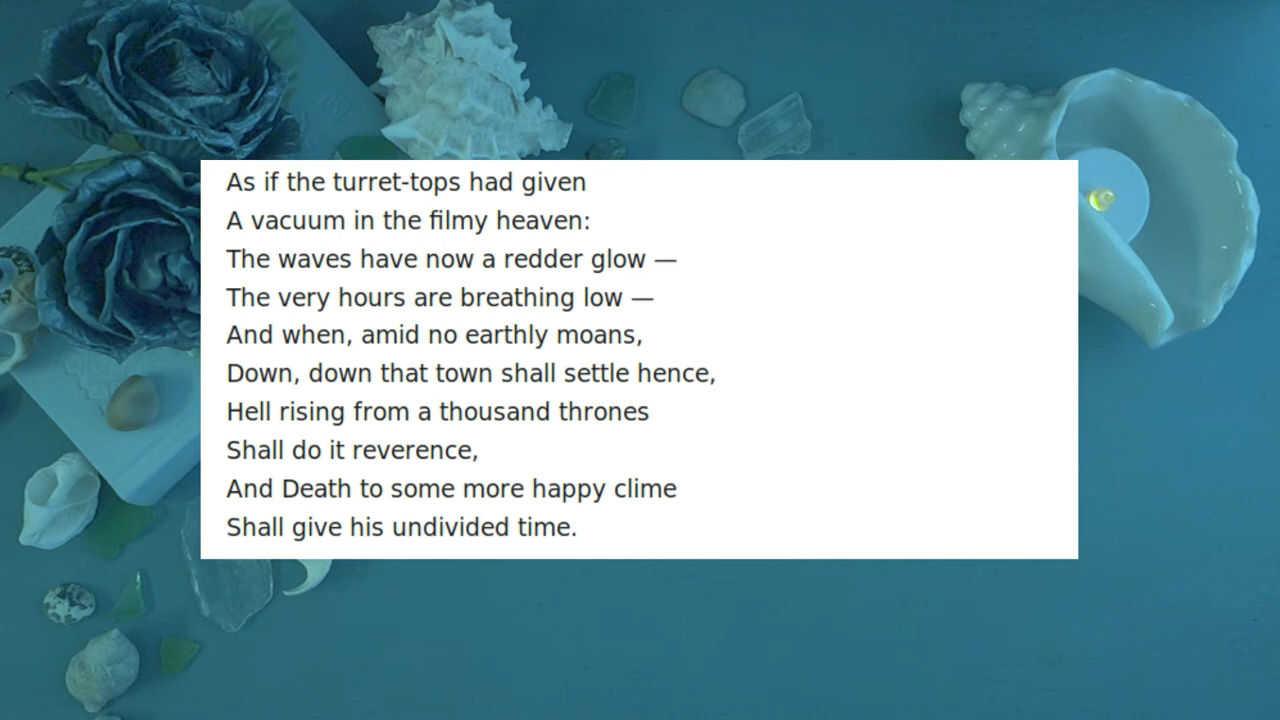 As if the turret-tops had given
A vacuum in the filmy heaven:
The waves have now a redder glow —
The very hours are breathing low —
And when, amid no earthly moans,
Down, down that town shall settle hence,
Hell rising from a thousand thrones
Shall do it reverence,
And Death to some more happy clime
Shall give his undivided time.